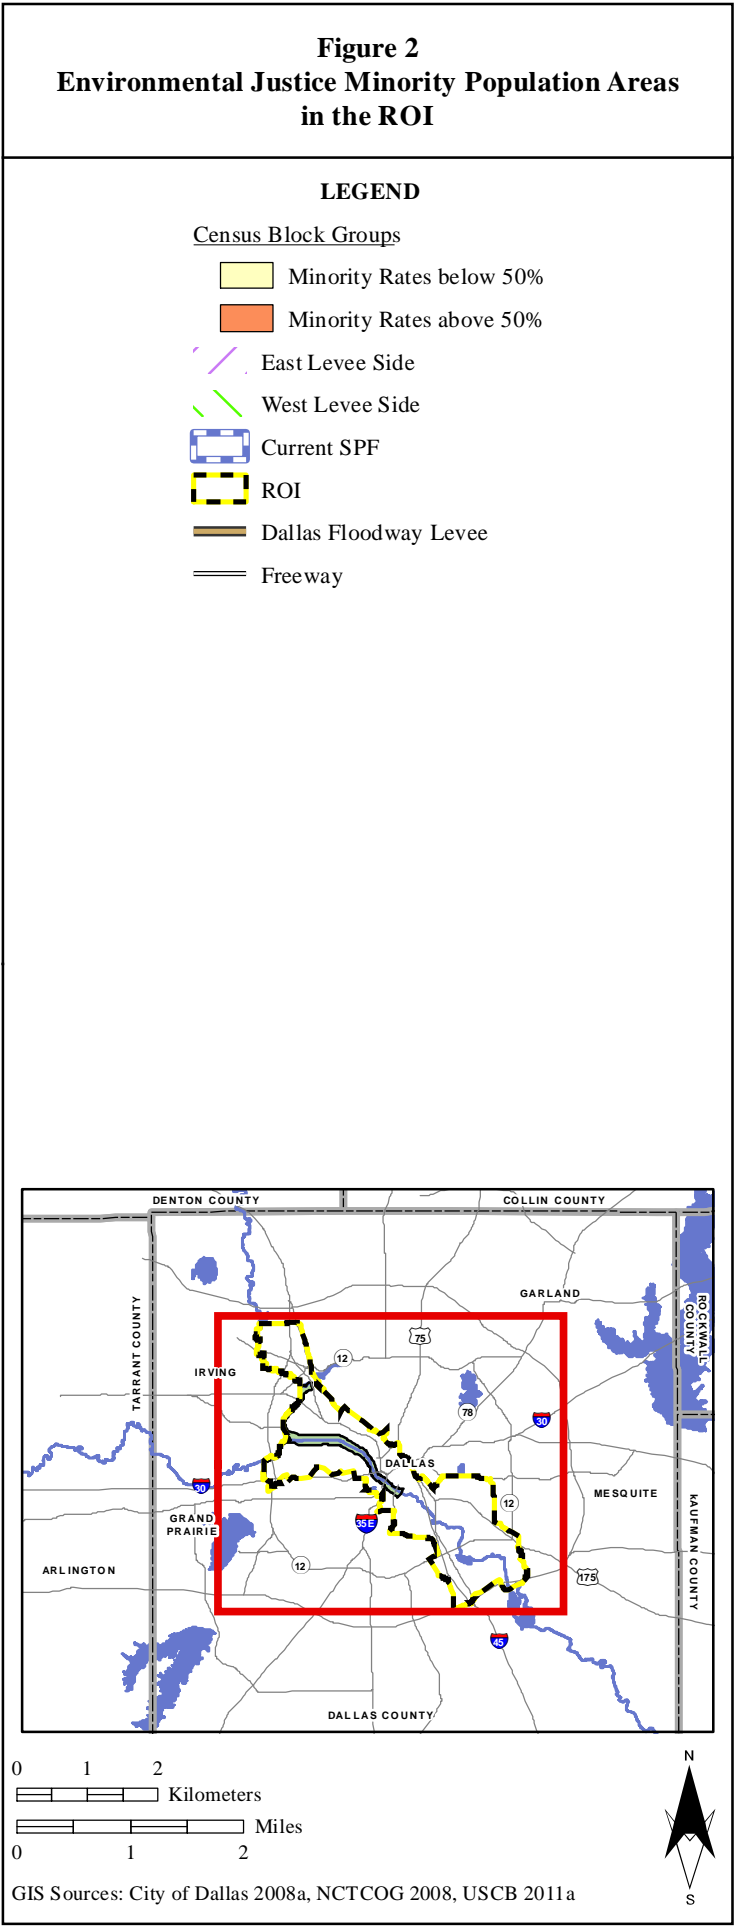 Figure 2
Environmental Justice Minority Population Areas
in the ROI
LEGEND
Census Block Groups
Minority Rates below 50%
Minority Rates above 50%
East Levee Side
West Levee Side
Current SPF
ROI
Dallas Floodway Levee
Freeway
DENTON COUNTY
COLLIN COUNTY
TARRANT COUNTY
ROCKWALL
COUNTY
GARLAND
75
12
IRVING
78
30
DALLAS
30
MESQUITE
12
GRAND
PRAIRIE
35E
KAUFMAN COUNTY
12
ARLINGTON
175
45
DALLAS COUNTY
0 1 2
Kilometers
Miles
0 1 2
N
S
GIS Sources: City of Dallas 2008a, NCTCOG 2008, USCB 2011a